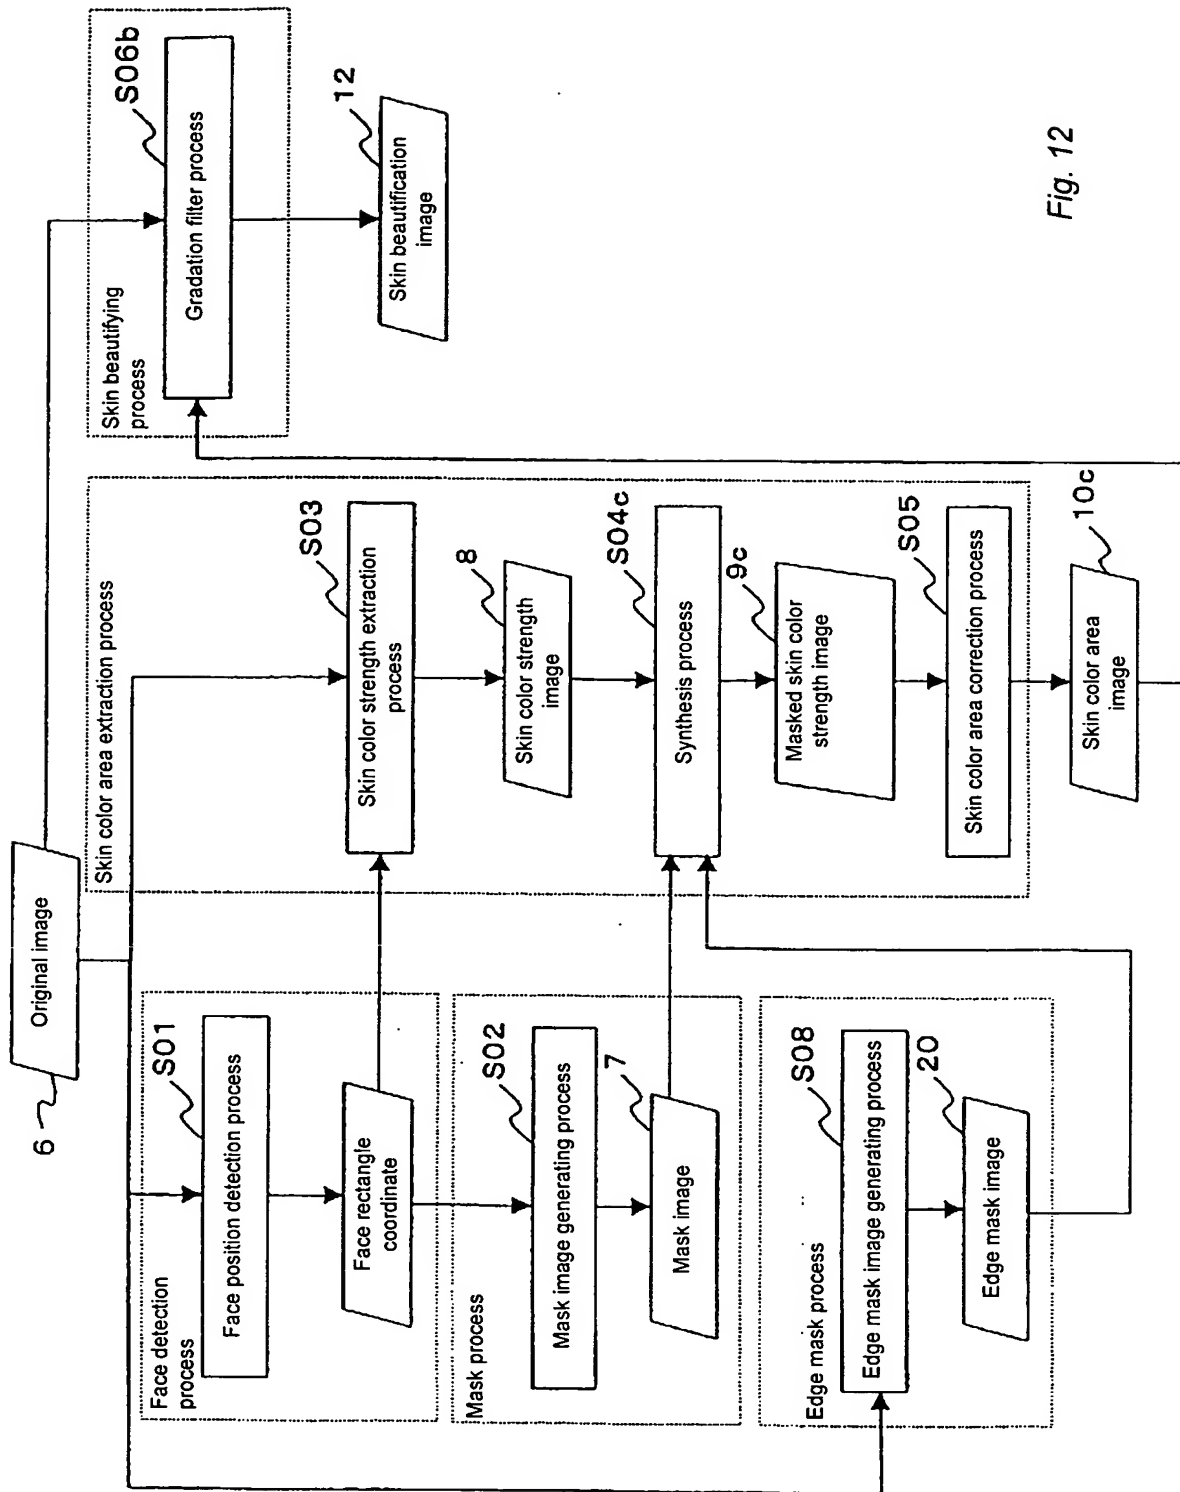 Original image
6
Face detection
process
S01
Face position detection process
Face rectangle
coordinate
Mask process
S02
Mask image generating process
7
Mask image
Edge mask process
S08
Edge mask image generating process
20
Edge mask image
Skin color area extraction process
S03
Skin color strength extraction
process
8
Skin color strength
image
S04c
Synthesis process
9c
Masked skin color
strength image
S05
Skin color area correction process
10c
Skin color area
image
Skin beautifying
process
S06b
Gradation filter process
12
Skin beautification
image
Fig. 12